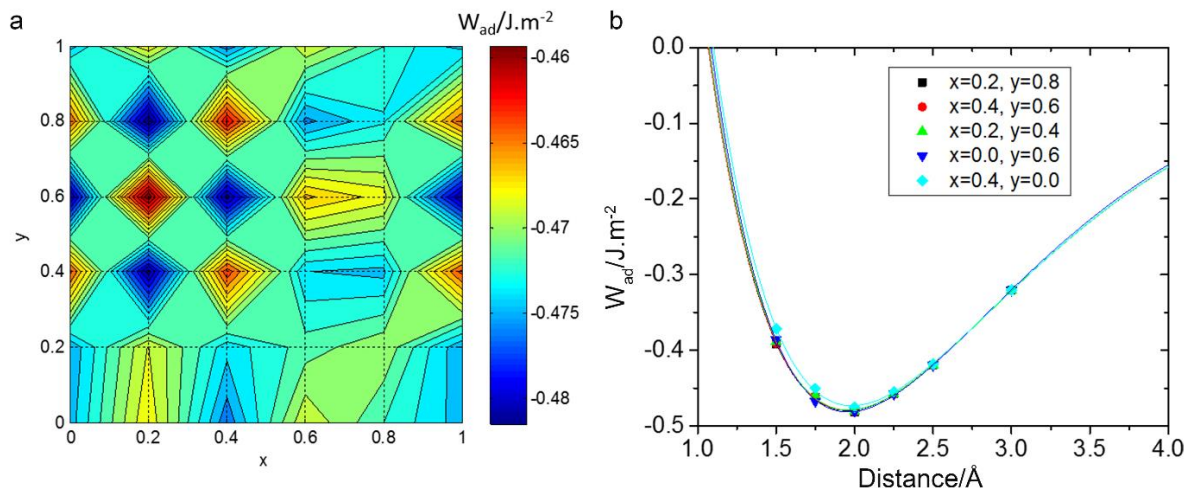 a
W_ad/J.m^-2
1
0.8
0.6
0.4
0.2
0
y
0 0.2 0.4 0.6 0.8 1
x
-0.46
-0.465
-0.47
-0.475
-0.48
b
0.0
-0.1
-0.2
-0.3
-0.4
-0.5
W_ad/J.m^-2
x=0.2, y=0.8
x=0.4, y=0.6
x=0.2, y=0.4
x=0.0, y=0.6
x=0.4, y=0.0
1.0 1.5 2.0 2.5 3.0 3.5 4.0
Distance/Å